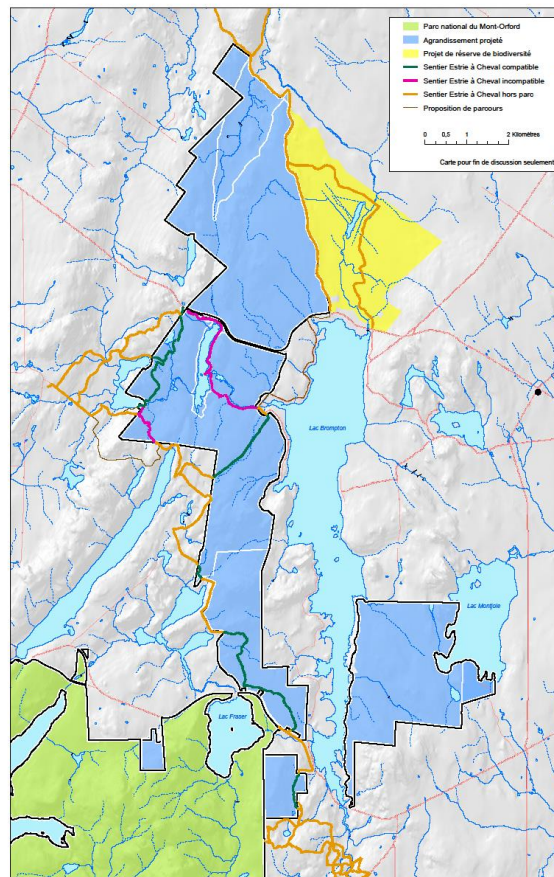 Parc national du Mont-Orford
Agrandissement projeté
Projet de réserve de biodiversité
Sentier Estrie à Cheval compatible
Sentier Estrie à Cheval incompatible
Sentier Estrie à Cheval hors parc
Proposition de parcours
0 0,5 1 2 Kilomètres
Carte pour fin de discussion seulement
Lac Brompton
Lac Montjoie
Lac Fraser